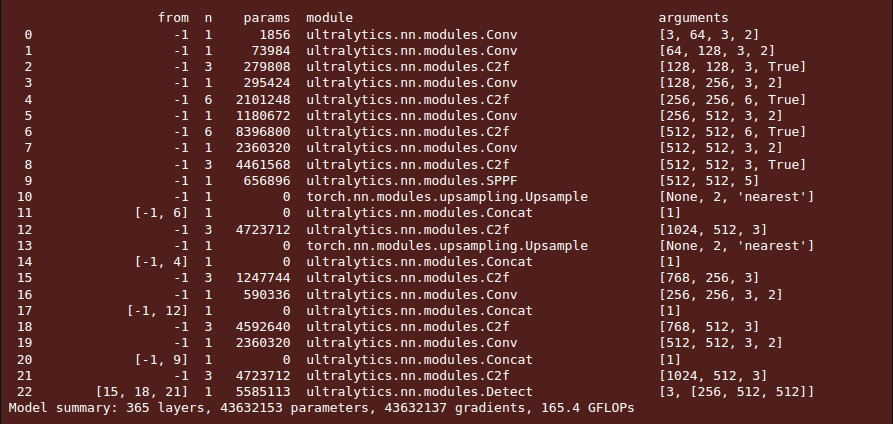 from n params module arguments
0 -1 1 1856 ultralytics.nn.modules.Conv [3, 64, 3, 2]
1 -1 1 73984 ultralytics.nn.modules.Conv [64, 128, 3, 2]
2 -1 3 279808 ultralytics.nn.modules.C2f [128, 128, 3, True]
3 -1 1 295424 ultralytics.nn.modules.Conv [128, 256, 3, 2]
4 -1 6 2101248 ultralytics.nn.modules.C2f [256, 256, 6, True]
5 -1 1 1180672 ultralytics.nn.modules.Conv [256, 512, 3, 2]
6 -1 6 8396800 ultralytics.nn.modules.C2f [512, 512, 6, True]
7 -1 1 2360320 ultralytics.nn.modules.Conv [512, 512, 3, 2]
8 -1 3 4461568 ultralytics.nn.modules.C2f [512, 512, 3, True]
9 -1 1 656896 ultralytics.nn.modules.SPPF [512, 512, 5]
10 -1 1 0 torch.nn.modules.upsampling.Upsample [None, 2, 'nearest']
11 [-1, 6] 1 0 ultralytics.nn.modules.Concat [1]
12 -1 3 4723712 ultralytics.nn.modules.C2f [1024, 512, 3]
13 -1 1 0 torch.nn.modules.upsampling.Upsample [None, 2, 'nearest']
14 [-1, 4] 1 0 ultralytics.nn.modules.Concat [1]
15 -1 3 1247744 ultralytics.nn.modules.C2f [768, 256, 3]
16 -1 1 590336 ultralytics.nn.modules.Conv [256, 256, 3, 2]
17 [-1, 12] 1 0 ultralytics.nn.modules.Concat [1]
18 -1 3 4592640 ultralytics.nn.modules.C2f [768, 512, 3]
19 -1 1 2360320 ultralytics.nn.modules.Conv [512, 512, 3, 2]
20 [-1, 9] 1 0 ultralytics.nn.modules.Concat [1]
21 -1 3 4723712 ultralytics.nn.modules.C2f [1024, 512, 3]
22 [15, 18, 21] 1 5585113 ultralytics.nn.modules.Detect [3, [256, 512, 512]]
Model summary: 365 layers, 43632153 parameters, 43632137 gradients, 165.4 GFLOPs